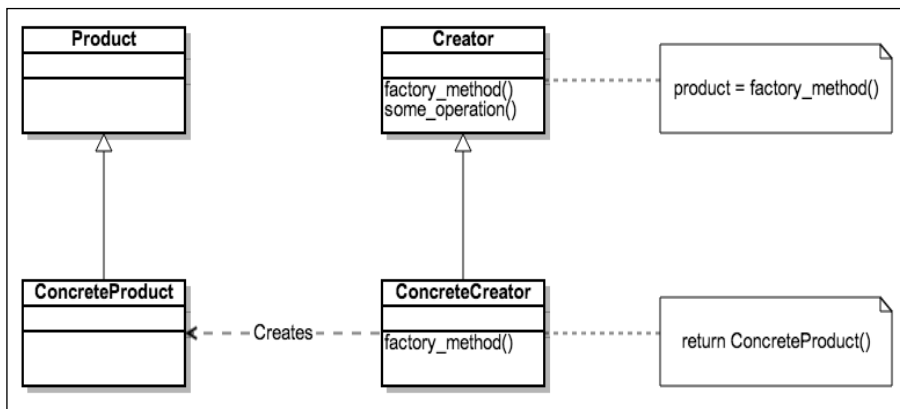 Product
Creator
factory_method()
some_operation()
product = factory_method()
ConcreteProduct
ConcreteCreator
Creates
factory_method()
return ConcreteProduct()